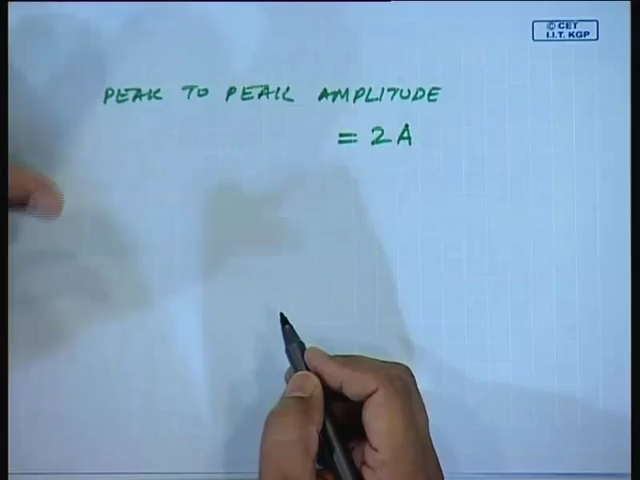 © CET
I.I.T. KGP
PEAK TO PEAK AMPLITUDE
= 2A